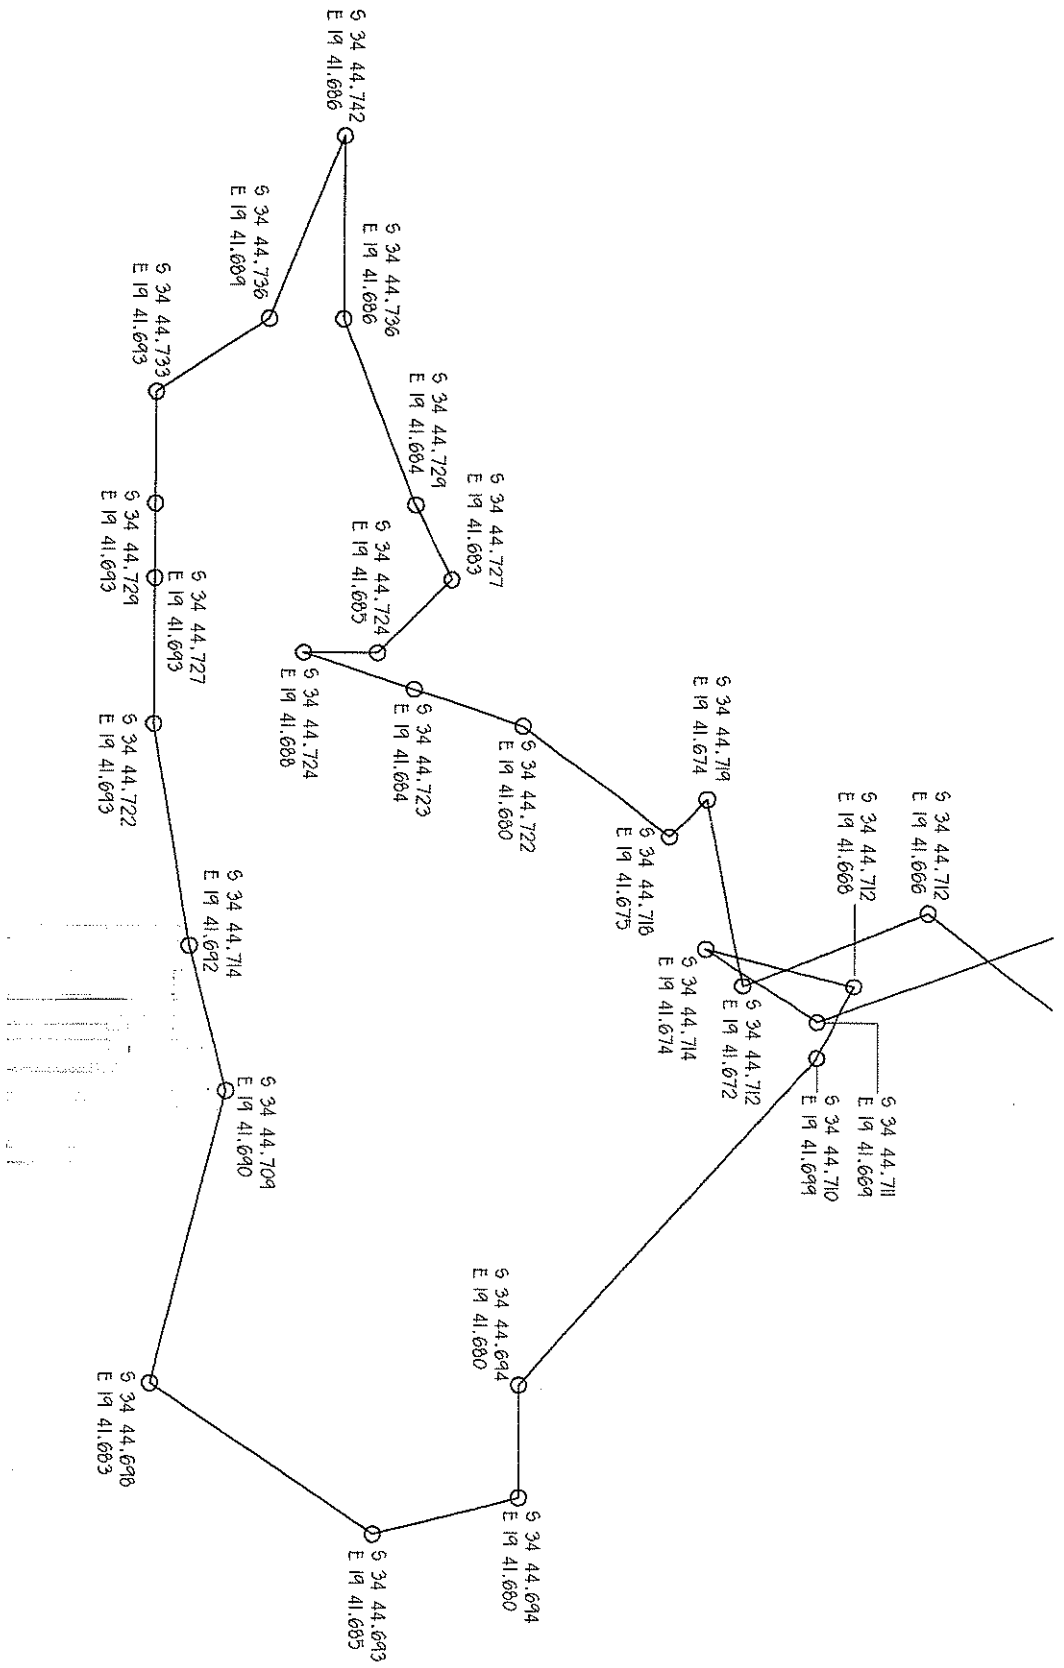 S 34 44.742
E 19 41.686
S 34 44.736
E 19 41.689
S 34 44.736
E 19 41.686
S 34 44.733
E 19 41.693
S 34 44.729
E 19 41.684
S 34 44.727
E 19 41.683
S 34 44.729
E 19 41.693
S 34 44.724
E 19 41.685
S 34 44.727
E 19 41.693
S 34 44.724
E 19 41.688
S 34 44.723
E 19 41.684
S 34 44.722
E 19 41.693
S 34 44.722
E 19 41.680
S 34 44.719
E 19 41.674
S 34 44.718
E 19 41.675
S 34 44.712
E 19 41.668
S 34 44.712
E 19 41.666
S 34 44.714
E 19 41.692
S 34 44.714
E 19 41.674
S 34 44.712
E 19 41.672
S 34 44.711
E 19 41.669
S 34 44.710
E 19 41.699
S 34 44.709
E 19 41.690
S 34 44.694
E 19 41.680
S 34 44.698
E 19 41.683
S 34 44.694
E 19 41.680
S 34 44.693
E 19 41.685